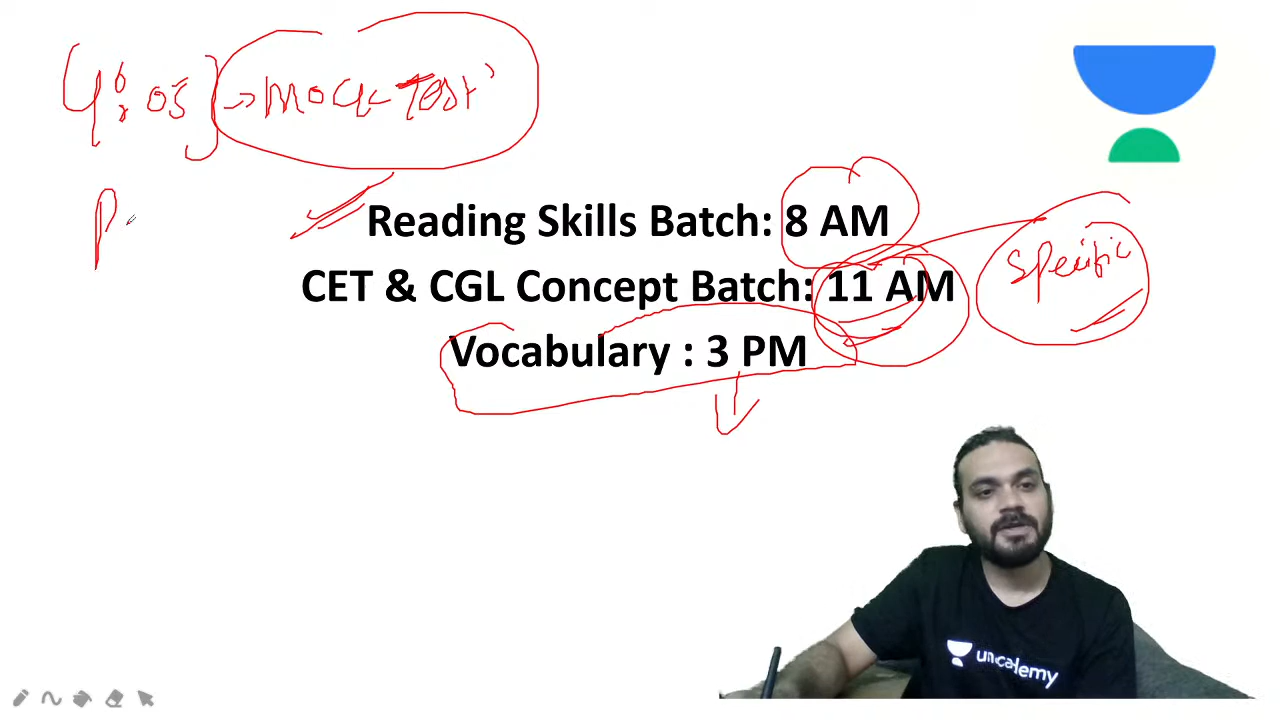 4:05 → Mock Test
P
Reading Skills Batch: 8 AM
CET & CGL Concept Batch: 11 AM
Specific
Vocabulary : 3 PM
unacademy